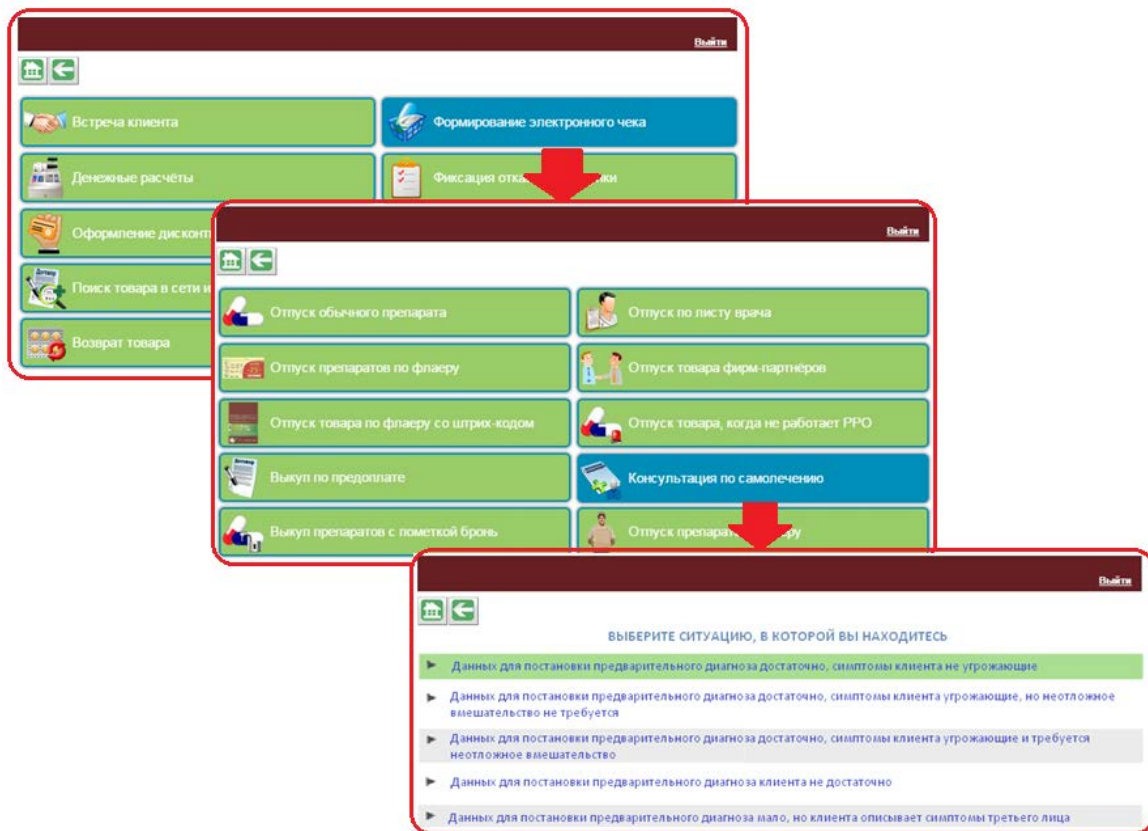 Выйти
Встреча клиента
Формирование электронного чека
Денежные расчёты
Фиксация отка
Оформление дисконт
Поиск товара в сети и
Возврат товара
Выйти
Отпуск обычного препарата
Отпуск по листу врача
Отпуск препаратов по флаеру
Отпуск товара фирм-партнёров
Отпуск товара по флаеру со штрих-кодом
Отпуск товара, когда не работает РРО
Выкуп по предоплате
Консультация по самолечению
Выкуп препаратов с пометкой бронь
Отпуск препарат
Выйти
ВЫБЕРИТЕ СИТУАЦИЮ, В КОТОРОЙ ВЫ НАХОДИТЕСЬ
Данных для постановки предварительного диагноза достаточно, симптомы клиента не угрожающие
Данных для постановки предварительного диагноза достаточно, симптомы клиента угрожающие, но неотложное
вмешательство не требуется
Данных для постановки предварительного диагноза достаточно, симптомы клиента угрожающие и требуется
неотложное вмешательство
Данных для постановки предварительного диагноза клиента не достаточно
Данных для постановки предварительного диагноза мало, но клиента описывает симптомы третьего лица